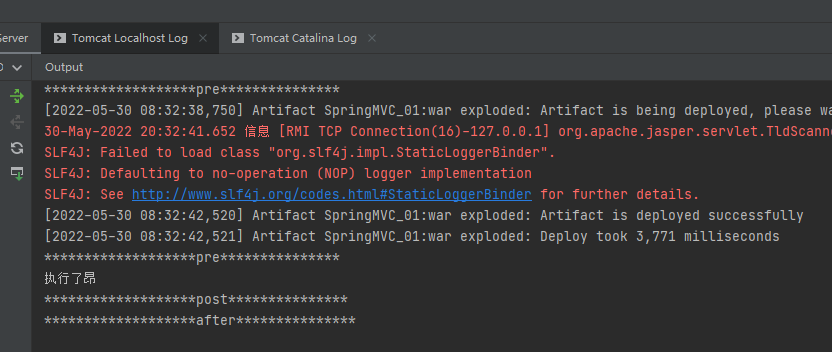 Server
Tomcat Localhost Log
Tomcat Catalina Log
Output
********************pre****************
[2022-05-30 08:32:38,750] Artifact SpringMVC_01:war exploded: Artifact is being deployed, please wa
30-May-2022 20:32:41.652 信息 [RMI TCP Connection(16)-127.0.0.1] org.apache.jasper.servlet.TldScann
SLF4J: Failed to load class "org.slf4j.impl.StaticLoggerBinder".
SLF4J: Defaulting to no-operation (NOP) logger implementation
SLF4J: See http://www.slf4j.org/codes.html#StaticLoggerBinder for further details.
[2022-05-30 08:32:42,520] Artifact SpringMVC_01:war exploded: Artifact is deployed successfully
[2022-05-30 08:32:42,521] Artifact SpringMVC_01:war exploded: Deploy took 3,771 milliseconds
********************pre****************
执行了昂
********************post****************
********************after****************